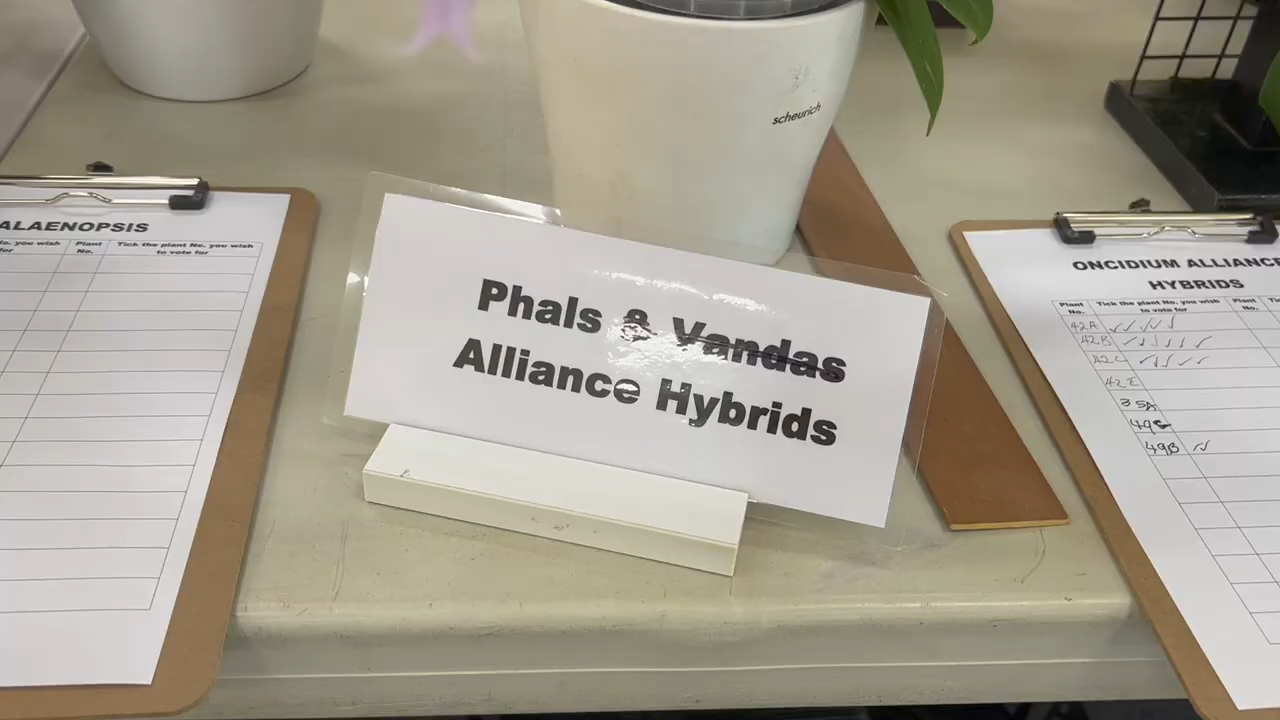 scheurich
ALAENOPSIS
Plant No.
Tick the plant No. you wish to vote for
Phals & Vandas
Alliance Hybrids
ONCIDIUM ALLIANCE
HYBRIDS
Plant No.
Tick the plant No. you wish to vote for
Plant No.
42A ✓✓✓✓✓
42B ✓✓✓✓✓
42C ✓✓✓✓✓
42E
35A
49B ✓✓